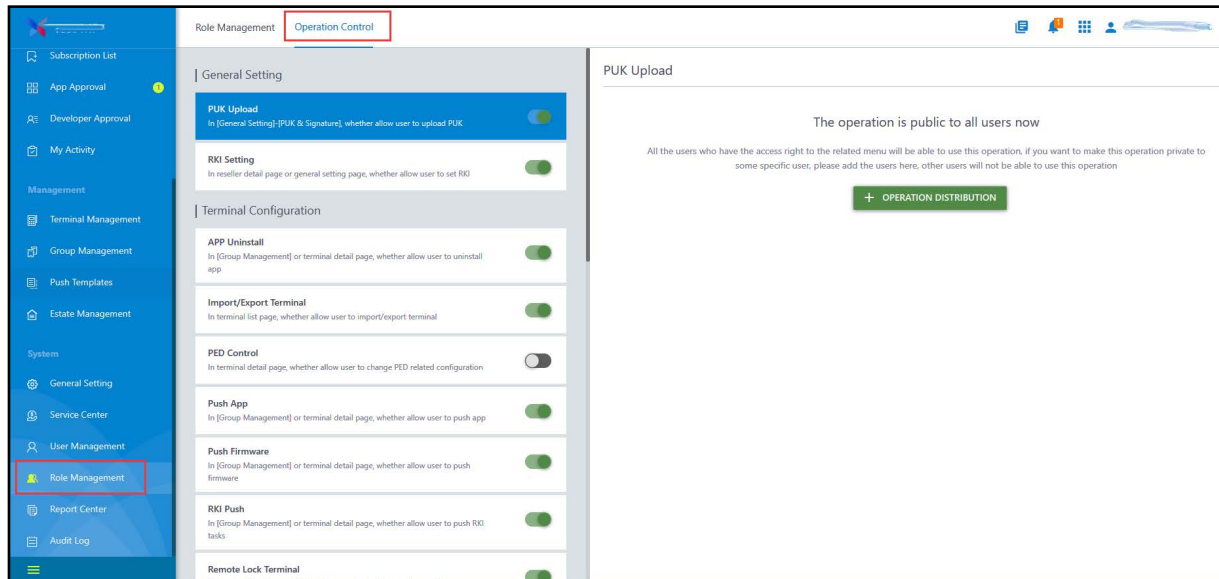 Role Management
Operation Control
1
Subscription List
App Approval
1
Developer Approval
My Activity
Management
Terminal Management
Group Management
Push Templates
Estate Management
System
General Setting
Service Center
User Management
Role Management
Report Center
Audit Log
General Setting
PUK Upload
In [General Setting]-[PUK & Signature], whether allow user to upload PUK
RKI Setting
In reseller detail page or general setting page, whether allow user to set RKI
Terminal Configuration
APP Uninstall
In [Group Management] or terminal detail page, whether allow user to uninstall
app
Import/Export Terminal
In terminal list page, whether allow user to import/export terminal
PED Control
In terminal detail page, whether allow user to change PED related configuration
Push App
In [Group Management] or terminal detail page, whether allow user to push app
Push Firmware
In [Group Management] or terminal detail page, whether allow user to push
firmware
RKI Push
In [Group Management] or terminal detail page, whether allow user to push RKI
tasks
Remote Lock Terminal
PUK Upload
The operation is public to all users now
All the users who have the access right to the related menu will be able to use this operation, if you want to make this operation private to
some specific user, please add the users here, other users will not be able to use this operation
+ OPERATION DISTRIBUTION